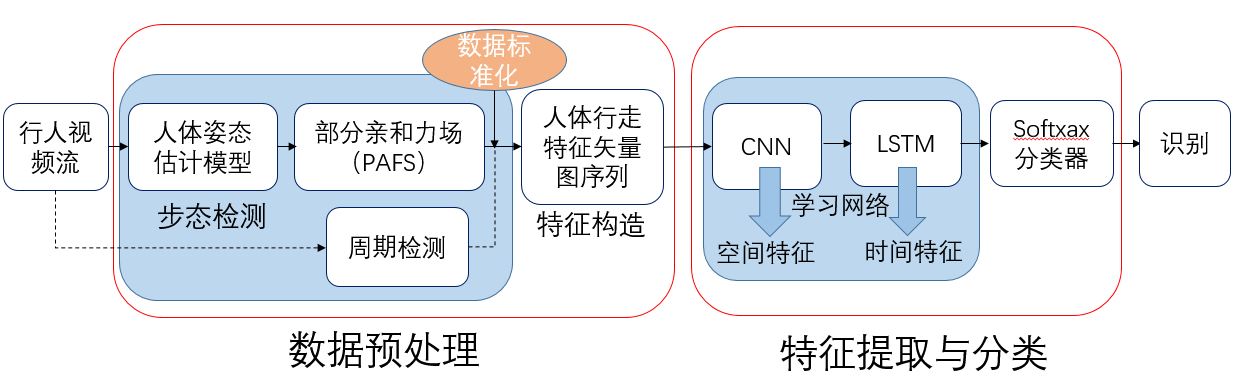 数据标
准化
行人视
频流
人体姿态
估计模型
部分亲和力场
（PAFS）
人体行走
特征矢量
图序列
CNN
LSTM
Softxax
分类器
识别
步态检测
周期检测
特征构造
学习网络
空间特征
时间特征
数据预处理
特征提取与分类